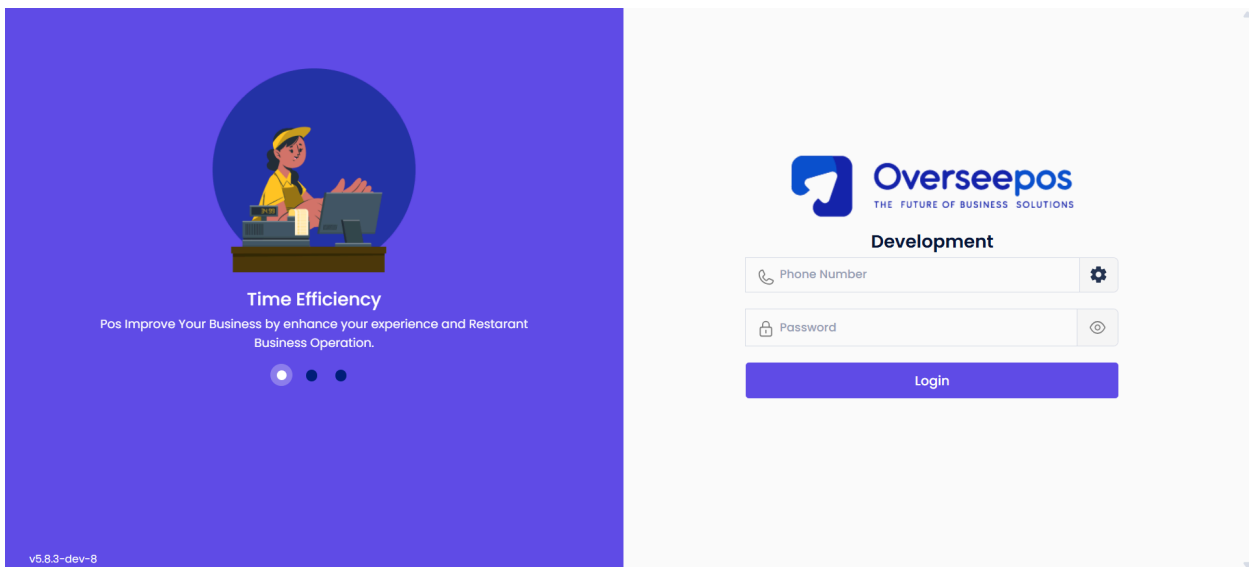 Time Efficiency
Pos Improve Your Business by enhance your experience and Restarant
Business Operation.
v5.8.3-dev-8
Overseepos
THE FUTURE OF BUSINESS SOLUTIONS
Development
Phone Number
Password
Login